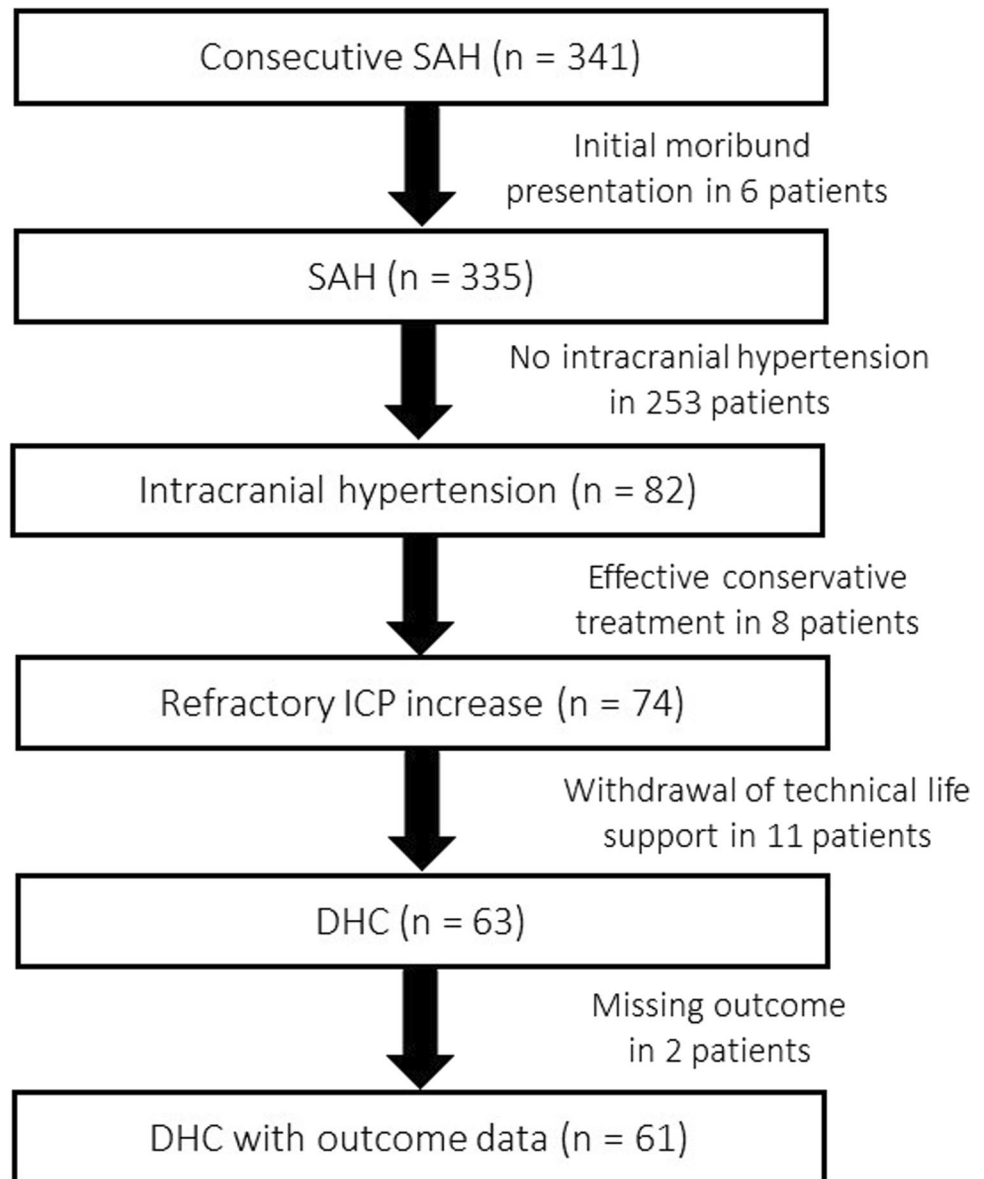 Consecutive SAH (n = 341)
Initial moribund
presentation in 6 patients
SAH (n = 335)
No intracranial hypertension
in 253 patients
Intracranial hypertension (n = 82)
Effective conservative
treatment in 8 patients
Refractory ICP increase (n = 74)
Withdrawal of technical life
support in 11 patients
DHC (n = 63)
Missing outcome
in 2 patients
DHC with outcome data (n = 61)